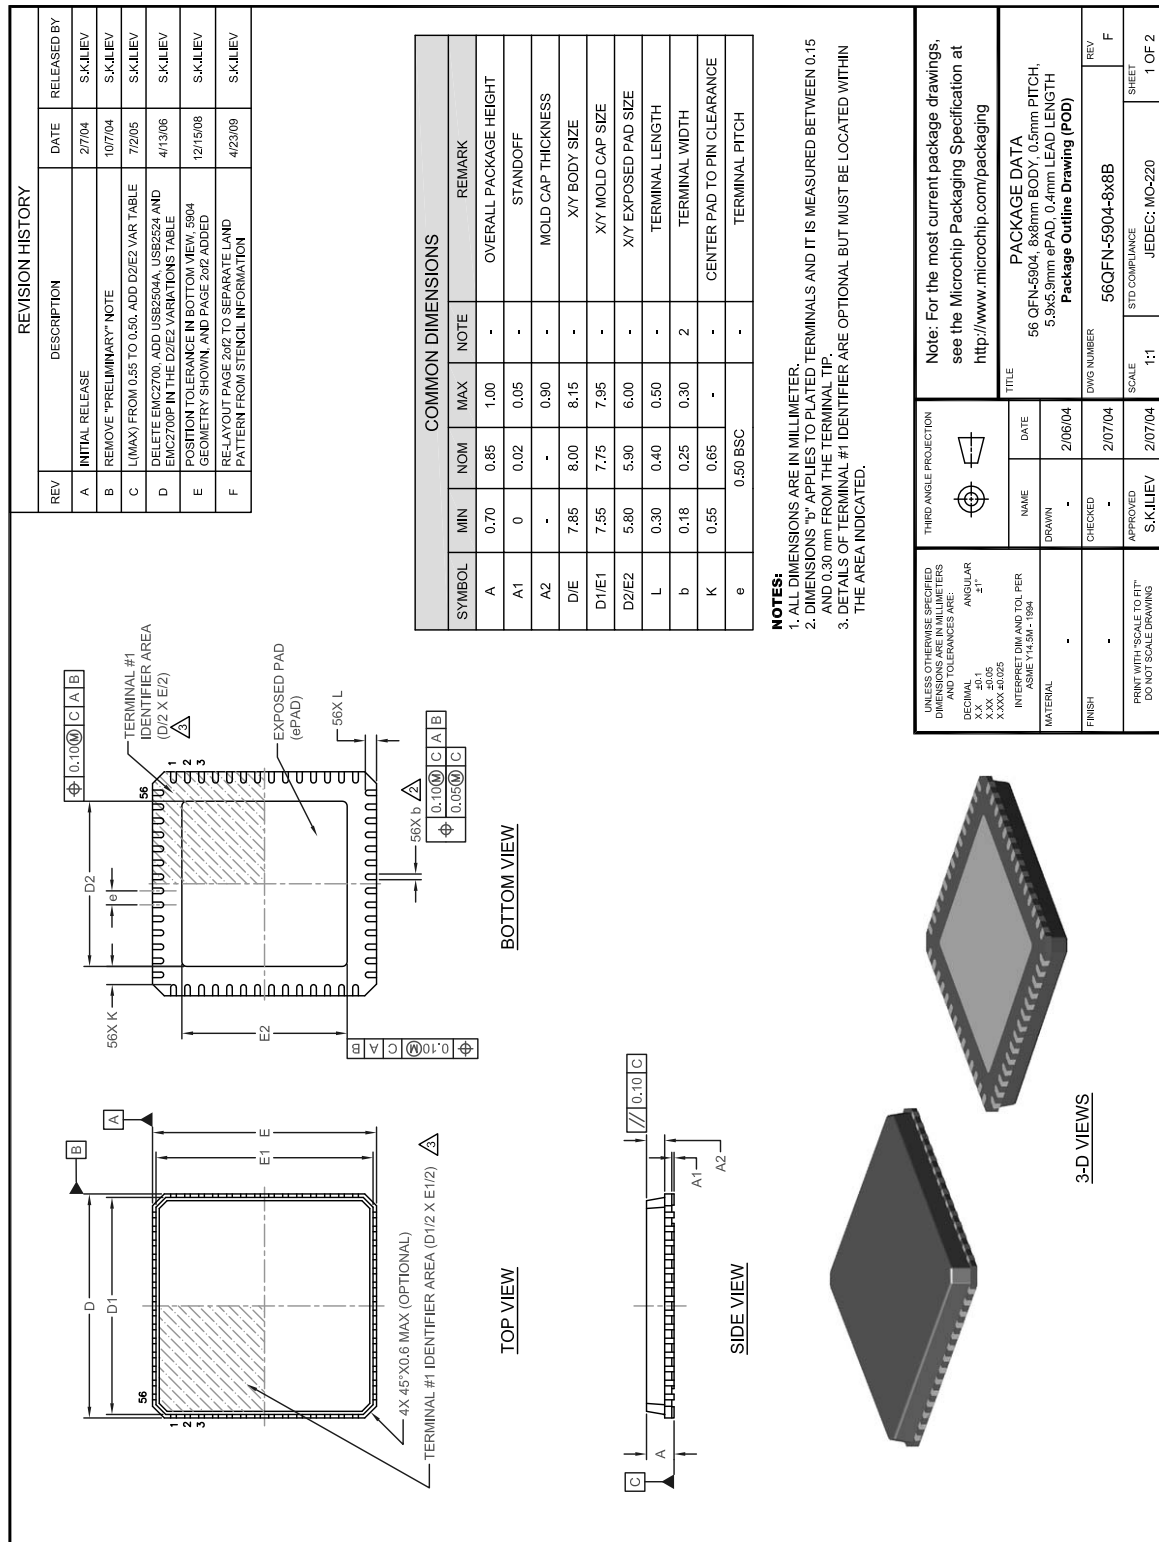 REVISION HISTORY
REV DESCRIPTION DATE RELEASED BY
A INITIAL RELEASE 2/7/04 S.K.ILIEV
B REMOVE "PRELIMINARY" NOTE 10/7/04 S.K.ILIEV
C L(MAX) FROM 0.55 TO 0.50. ADD D2/E2 VAR TABLE 7/2/05 S.K.ILIEV
D DELETE EMC2700, ADD USB2504A, USB2524 AND
EMC2700P IN THE D2/E2 VARIATIONS TABLE 4/13/06 S.K.ILIEV
E POSITION TOLERANCE IN BOTTOM VIEW, 5904
GEOMETRY SHOWN, AND PAGE 2of2 ADDED 12/15/08 S.K.ILIEV
F RE-LAYOUT PAGE 2of2 TO SEPARATE LAND
PATTERN FROM STENCIL INFORMATION 4/23/09 S.K.ILIEV
D
D1
B
A
E1
E
56
1
2
3
4X 45°X0.6 MAX (OPTIONAL)
TERMINAL #1 IDENTIFIER AREA (D1/2 X E1/2) 3
TOP VIEW
56X K
D2
e
⌖ 0.10Ⓜ C A B
TERMINAL #1
IDENTIFIER AREA
(D/2 X E/2)
3
56
1
2
3
E2
⌖ 0.10Ⓜ C A B
EXPOSED PAD
(ePAD)
56X L
56X b 2
⌖ 0.10Ⓜ C A B
0.05Ⓜ C
BOTTOM VIEW
C
A
// 0.10 C
A1
A2
SIDE VIEW
3-D VIEWS
COMMON DIMENSIONS
SYMBOL MIN NOM MAX NOTE REMARK
A 0.70 0.85 1.00 - OVERALL PACKAGE HEIGHT
A1 0 0.02 0.05 - STANDOFF
A2 - - 0.90 - MOLD CAP THICKNESS
D/E 7.85 8.00 8.15 - X/Y BODY SIZE
D1/E1 7.55 7.75 7.95 - X/Y MOLD CAP SIZE
D2/E2 5.80 5.90 6.00 - X/Y EXPOSED PAD SIZE
L 0.30 0.40 0.50 - TERMINAL LENGTH
b 0.18 0.25 0.30 2 TERMINAL WIDTH
K 0.55 0.65 - - CENTER PAD TO PIN CLEARANCE
e 0.50 BSC - TERMINAL PITCH
NOTES:
1. ALL DIMENSIONS ARE IN MILLIMETER.
2. DIMENSIONS "b" APPLIES TO PLATED TERMINALS AND IT IS MEASURED BETWEEN 0.15
AND 0.30 mm FROM THE TERMINAL TIP.
3. DETAILS OF TERMINAL #1 IDENTIFIER ARE OPTIONAL BUT MUST BE LOCATED WITHIN
THE AREA INDICATED.
UNLESS OTHERWISE SPECIFIED
DIMENSIONS ARE IN MILLIMETERS
AND TOLERANCES ARE:
DECIMAL ANGULAR
X.X ±0.1 ±1°
X.XX ±0.05
X.XXX ±0.025
INTERPRET DIM AND TOL PER
ASME Y14.5M - 1994
MATERIAL
-
FINISH
-
PRINT WITH "SCALE TO FIT"
DO NOT SCALE DRAWING
THIRD ANGLE PROJECTION
NAME DATE
DRAWN
- 2/06/04
CHECKED
- 2/07/04
APPROVED
S.K.ILIEV 2/07/04
Note: For the most current package drawings,
see the Microchip Packaging Specification at
http://www.microchip.com/packaging
TITLE
PACKAGE DATA
56 QFN-5904, 8x8mm BODY, 0.5mm PITCH,
5.9x5.9mm ePAD, 0.4mm LEAD LENGTH
Package Outline Drawing (POD)
DWG NUMBER
56QFN-5904-8x8B
REV
F
SCALE
1:1
STD COMPLIANCE
JEDEC: MO-220
SHEET
1 OF 2